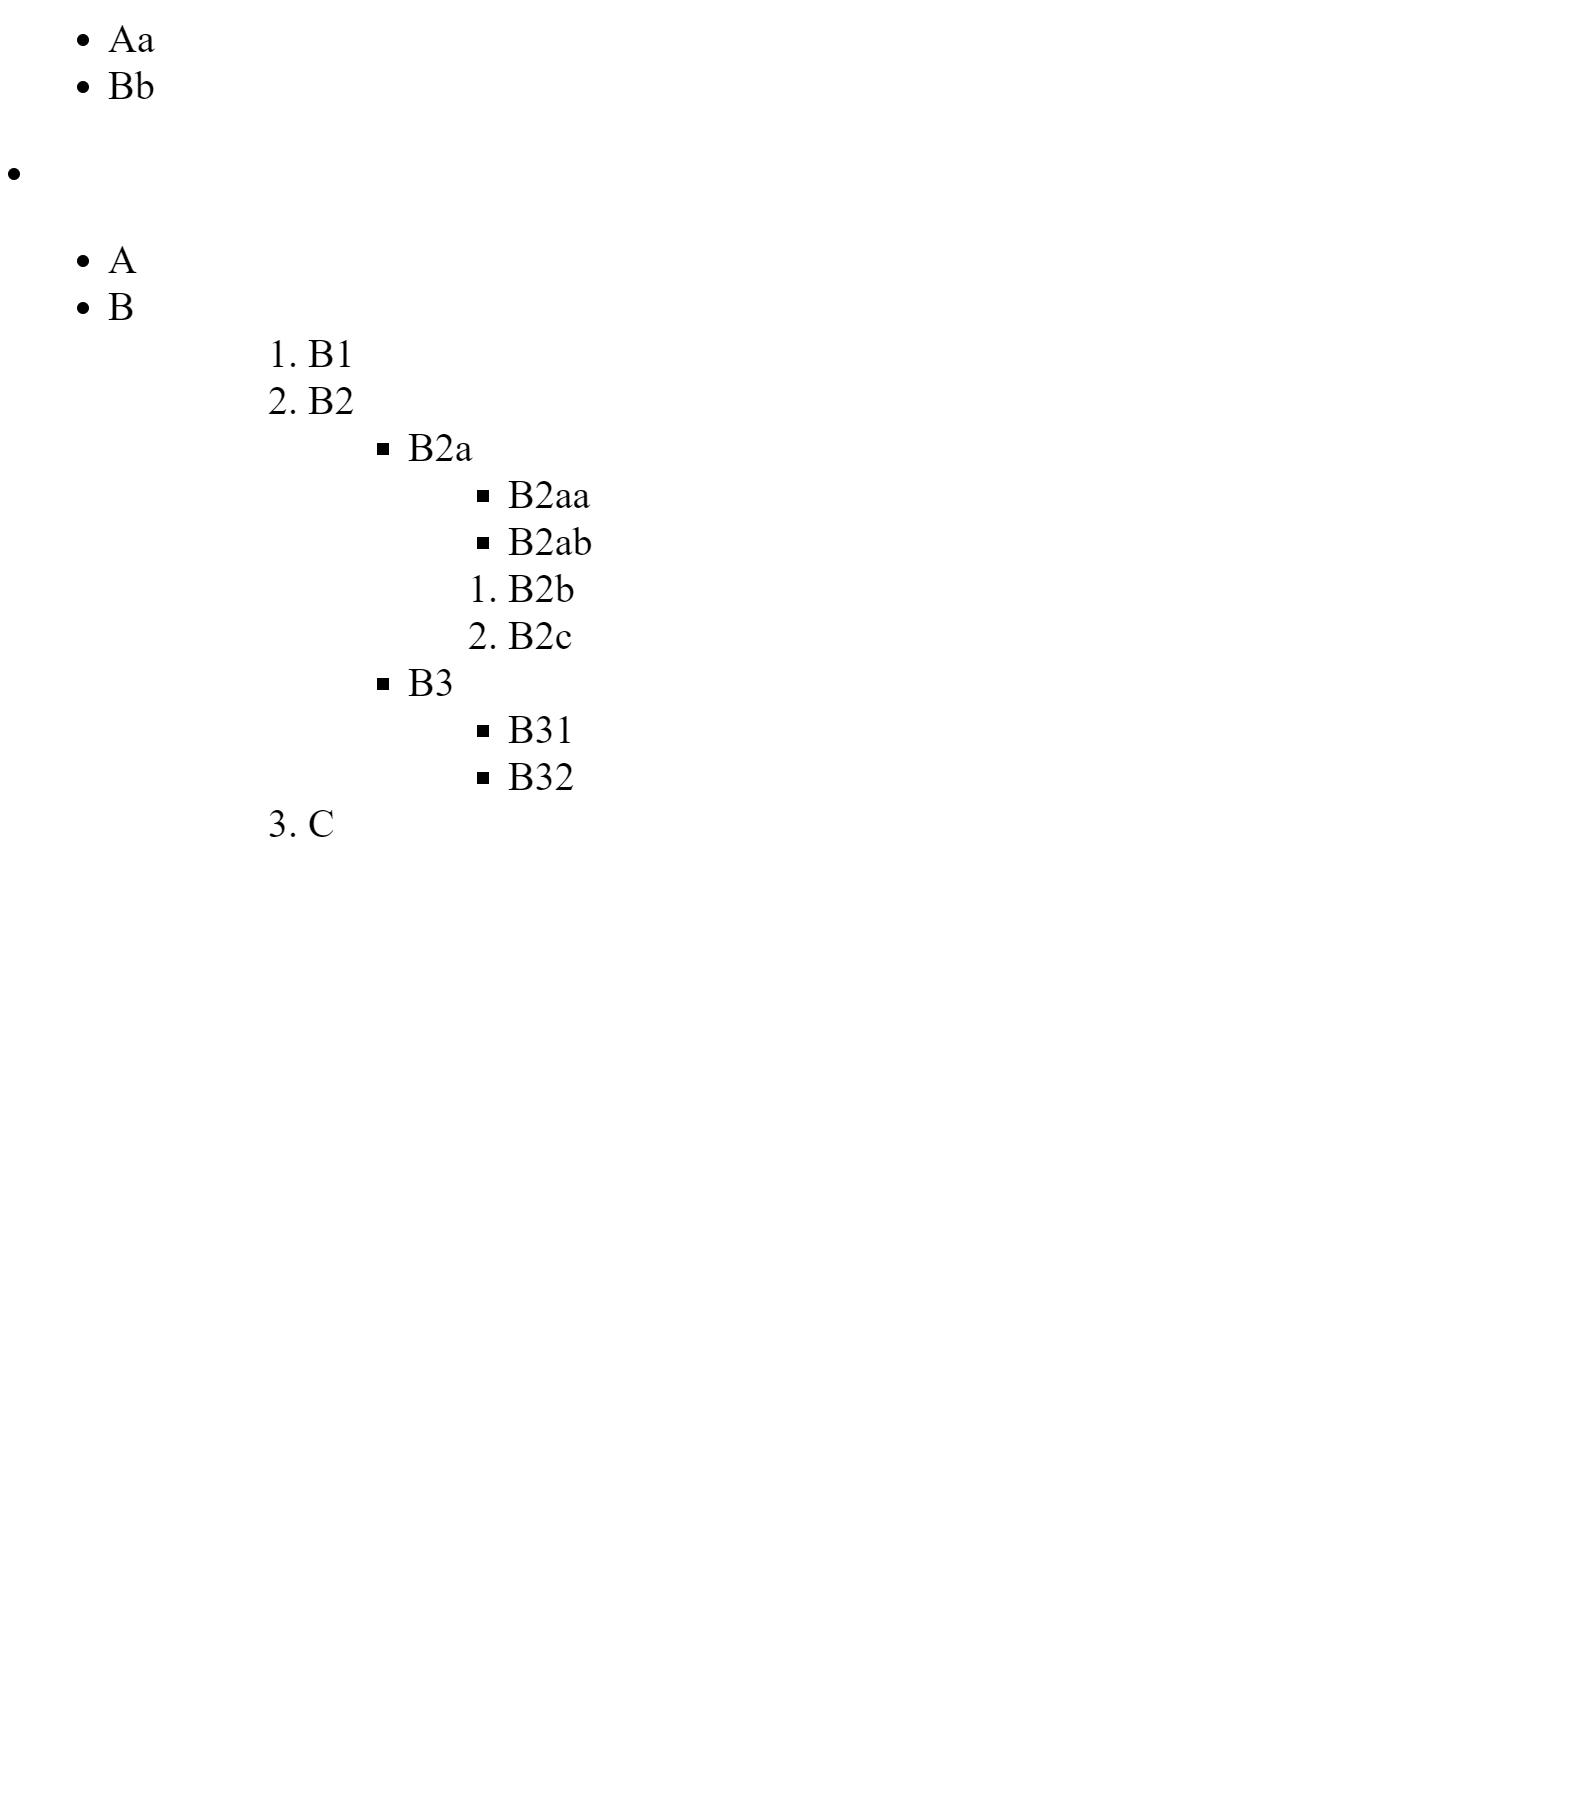 • Aa
• Bb
•
• A
• B
1. B1
2. B2
▪ B2a
▪ B2aa
▪ B2ab
1. B2b
2. B2c
▪ B3
▪ B31
▪ B32
3. C